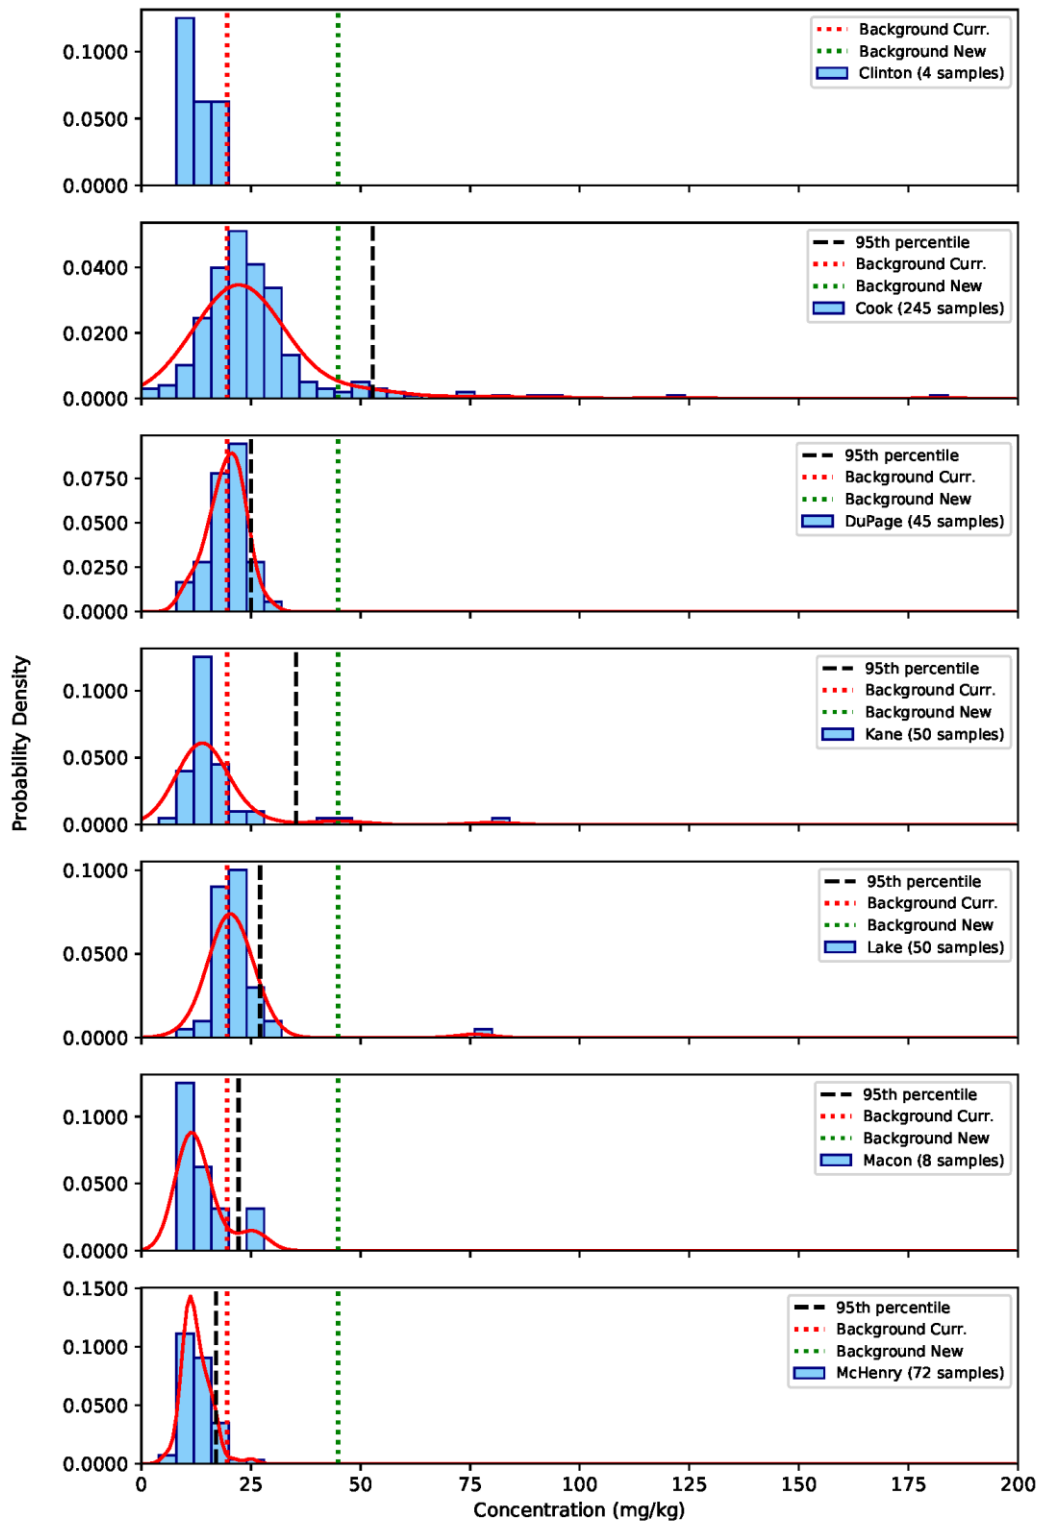 0.1000
0.0500
0.0000
Background Curr.
Background New
Clinton (4 samples)
0.0400
0.0200
0.0000
95th percentile
Background Curr.
Background New
Cook (245 samples)
0.0750
0.0500
0.0250
0.0000
95th percentile
Background Curr.
Background New
DuPage (45 samples)
Probability Density
0.1000
0.0500
0.0000
95th percentile
Background Curr.
Background New
Kane (50 samples)
0.1000
0.0500
0.0000
95th percentile
Background Curr.
Background New
Lake (50 samples)
0.1000
0.0500
0.0000
95th percentile
Background Curr.
Background New
Macon (8 samples)
0.1500
0.1000
0.0500
0.0000
95th percentile
Background Curr.
Background New
McHenry (72 samples)
0 25 50 75 100 125 150 175 200
Concentration (mg/kg)